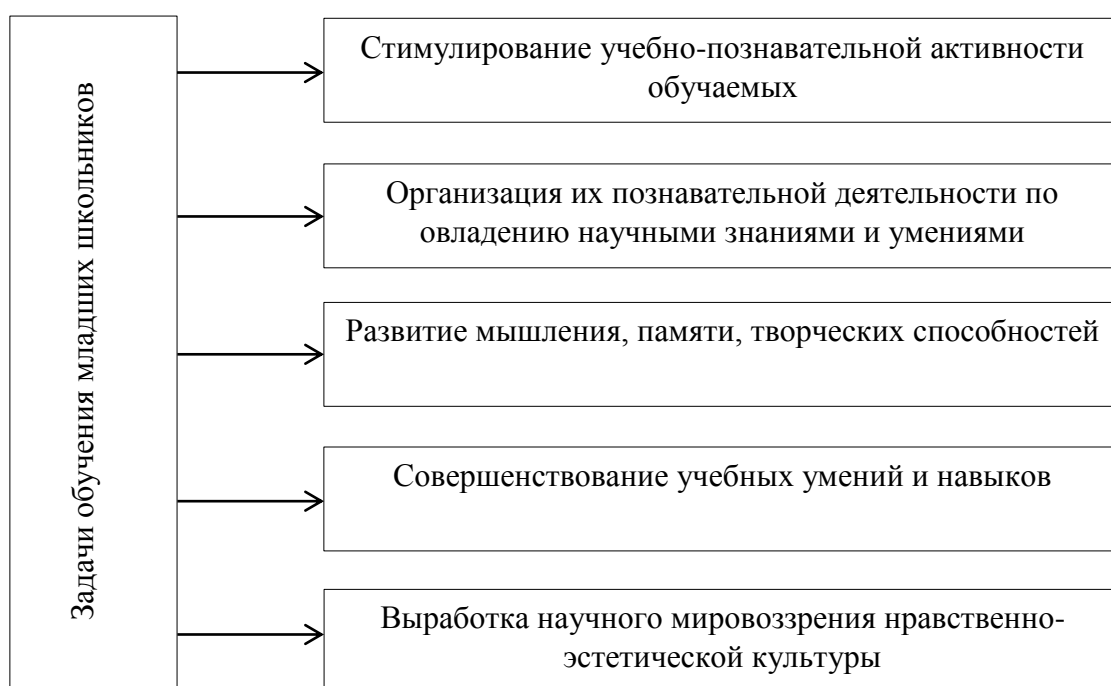 Задачи обучения младших школьников
Стимулирование учебно-познавательной активности
обучаемых
Организация их познавательной деятельности по
овладению научными знаниями и умениями
Развитие мышления, памяти, творческих способностей
Совершенствование учебных умений и навыков
Выработка научного мировоззрения нравственно-
эстетической культуры